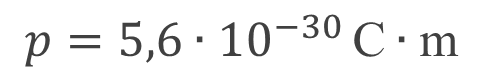 p = 5,6 · 10⁻³⁰ C · m